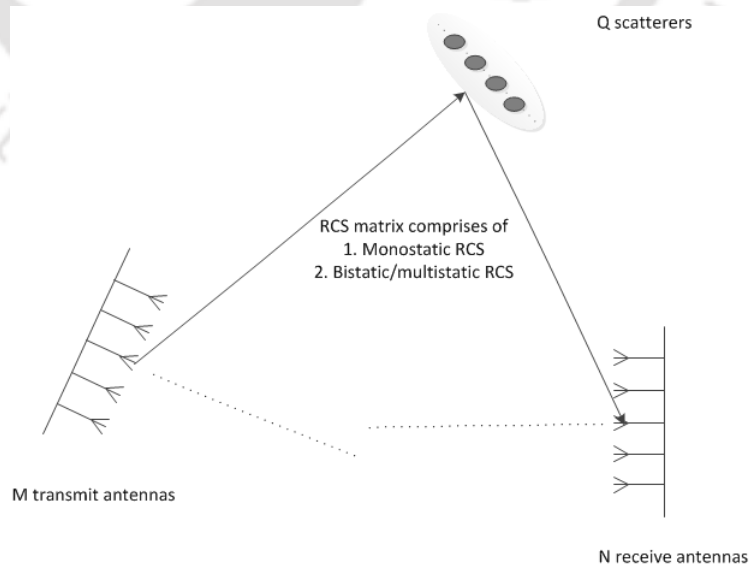 Q scatterers
RCS matrix comprises of
1. Monostatic RCS
2. Bistatic/multistatic RCS
M transmit antennas
N receive antennas